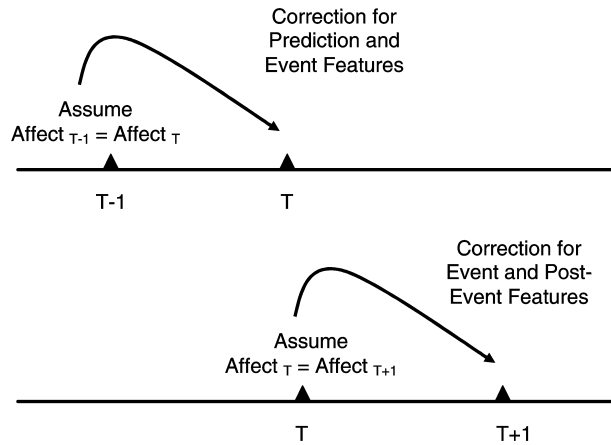 Correction for
Prediction and
Event Features
Assume
Affect T-1 = Affect T
T-1
T
Correction for
Event and Post-
Event Features
Assume
Affect T = Affect T+1
T
T+1